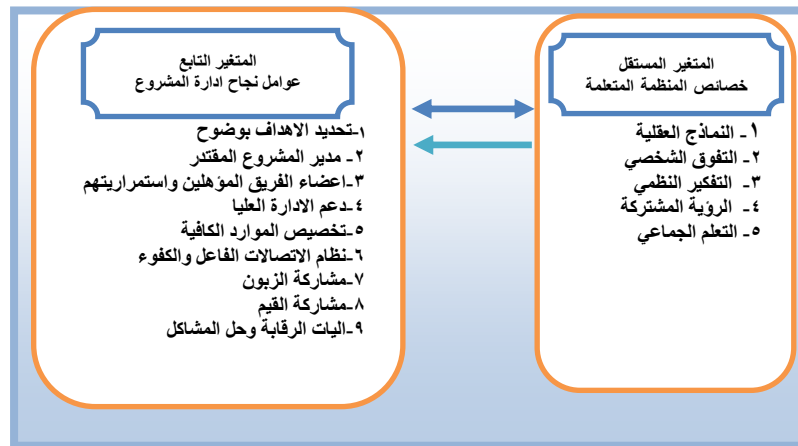 المتغير المستقل
خصائص المنظمة المتعلمة
١- النماذج العقلية
٢- التفوق الشخصي
٣- التفكير النظمي
٤- الرؤية المشتركة
٥- التعلم الجماعي
المتغير التابع
عوامل نجاح ادارة المشروع
١-تحديد الاهداف بوضوح
٢- مدير المشروع المقتدر
٣-اعضاء الفريق المؤهلين واستمراريتهم
٤-دعم الادارة العليا
٥-تخصيص الموارد الكافية
٦-نظام الاتصالات الفاعل والكفوء
٧-مشاركة الزبون
٨-مشاركة القيم
٩-اليات الرقابة وحل المشاكل